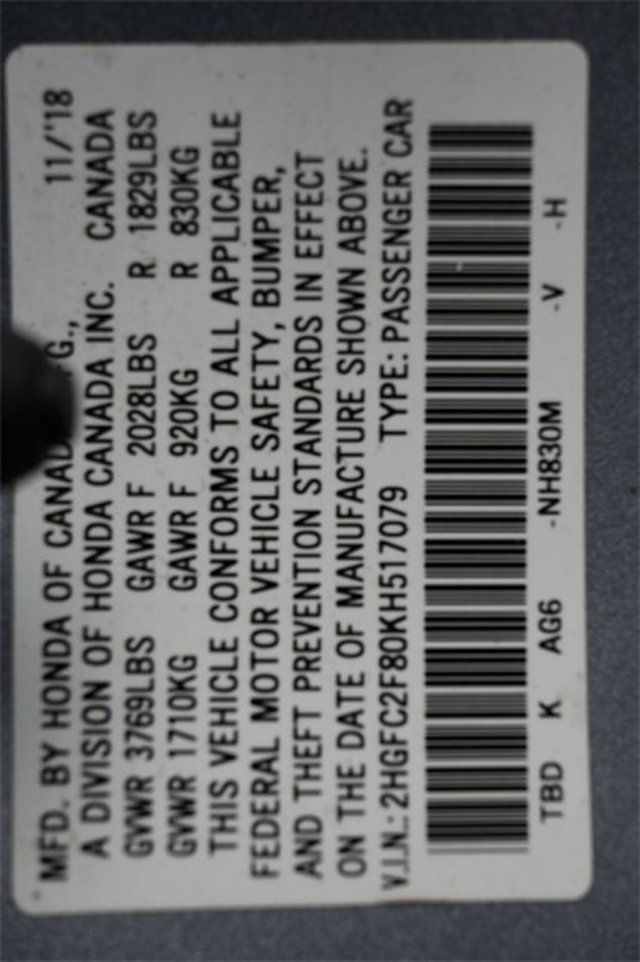 MFD. BY HONDA OF CANADA G., 11/'18
A DIVISION OF HONDA CANADA INC. CANADA
GVWR 3769LBS GAWR F 2028LBS R 1829LBS
GVWR 1710KG GAWR F 920KG R 830KG
THIS VEHICLE CONFORMS TO ALL APPLICABLE
FEDERAL MOTOR VEHICLE SAFETY, BUMPER,
AND THEFT PREVENTION STANDARDS IN EFFECT
ON THE DATE OF MANUFACTURE SHOWN ABOVE.
V.I.N.: 2HGFC2F80KH517079 TYPE: PASSENGER CAR
TBD K AG6 -NH830M -V -H